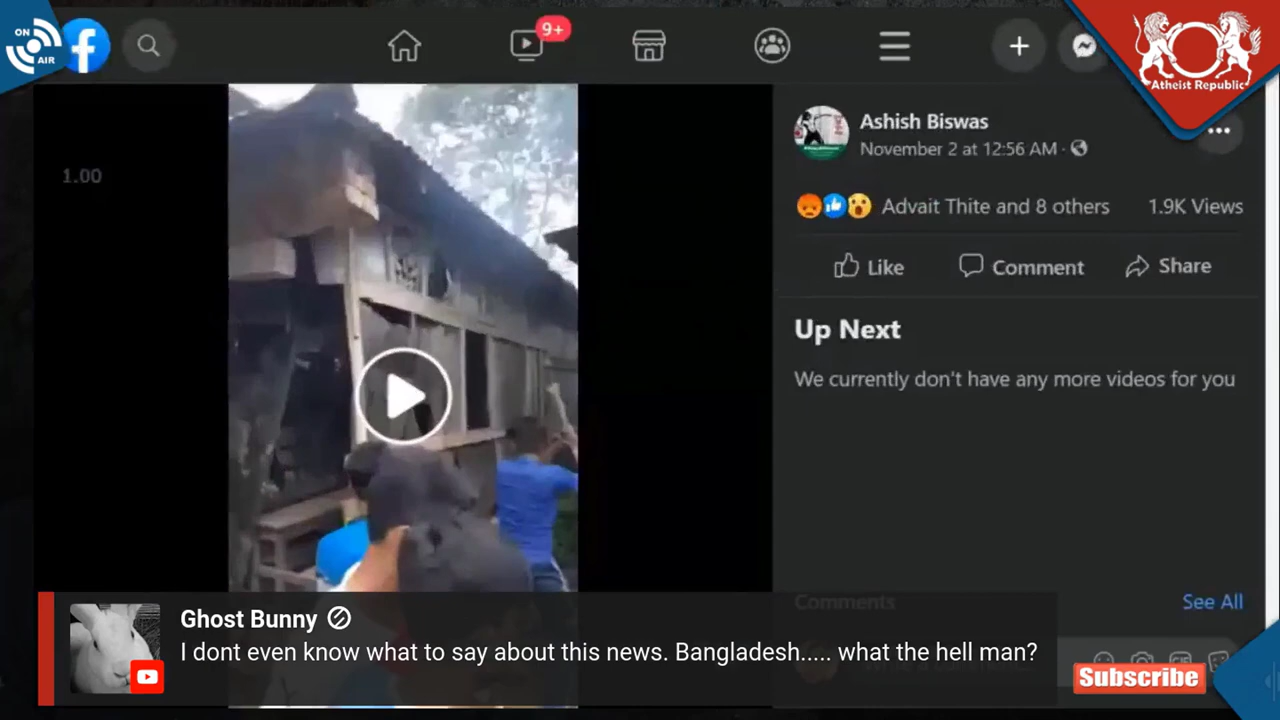 ON
AIR
9+
Atheist Republic
1.00
Ashish Biswas
November 2 at 12:56 AM ·
Advait Thite and 8 others
1.9K Views
Like
Comment
Share
Up Next
We currently don't have any more videos for you
Comments
See All
Ghost Bunny
I dont even know what to say about this news. Bangladesh..... what the hell man?
GIF
Subscribe